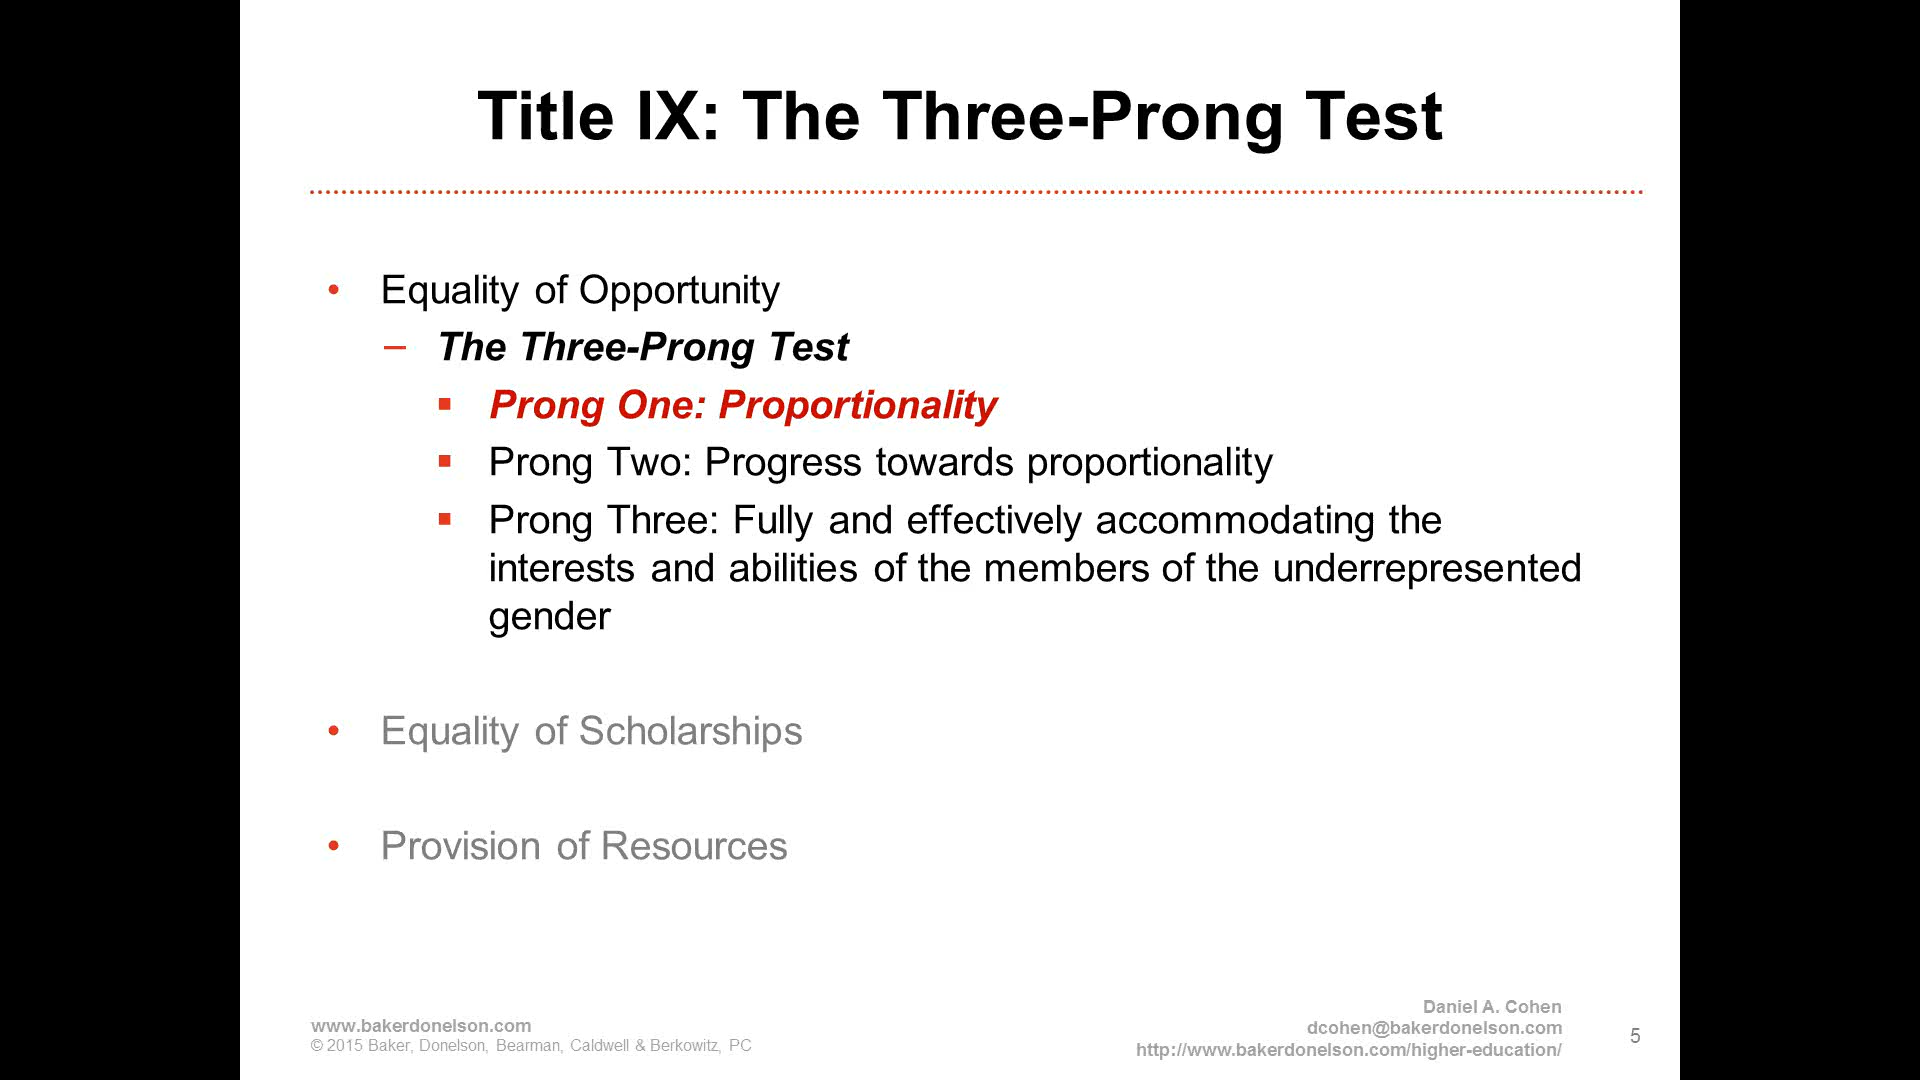 Title IX: The Three-Prong Test
• Equality of Opportunity
– The Three-Prong Test
▪ Prong One: Proportionality
▪ Prong Two: Progress towards proportionality
▪ Prong Three: Fully and effectively accommodating the
interests and abilities of the members of the underrepresented
gender
• Equality of Scholarships
• Provision of Resources
www.bakerdonelson.com
© 2015 Baker, Donelson, Bearman, Caldwell & Berkowitz, PC
Daniel A. Cohen
dcohen@bakerdonelson.com
http://www.bakerdonelson.com/higher-education/
5